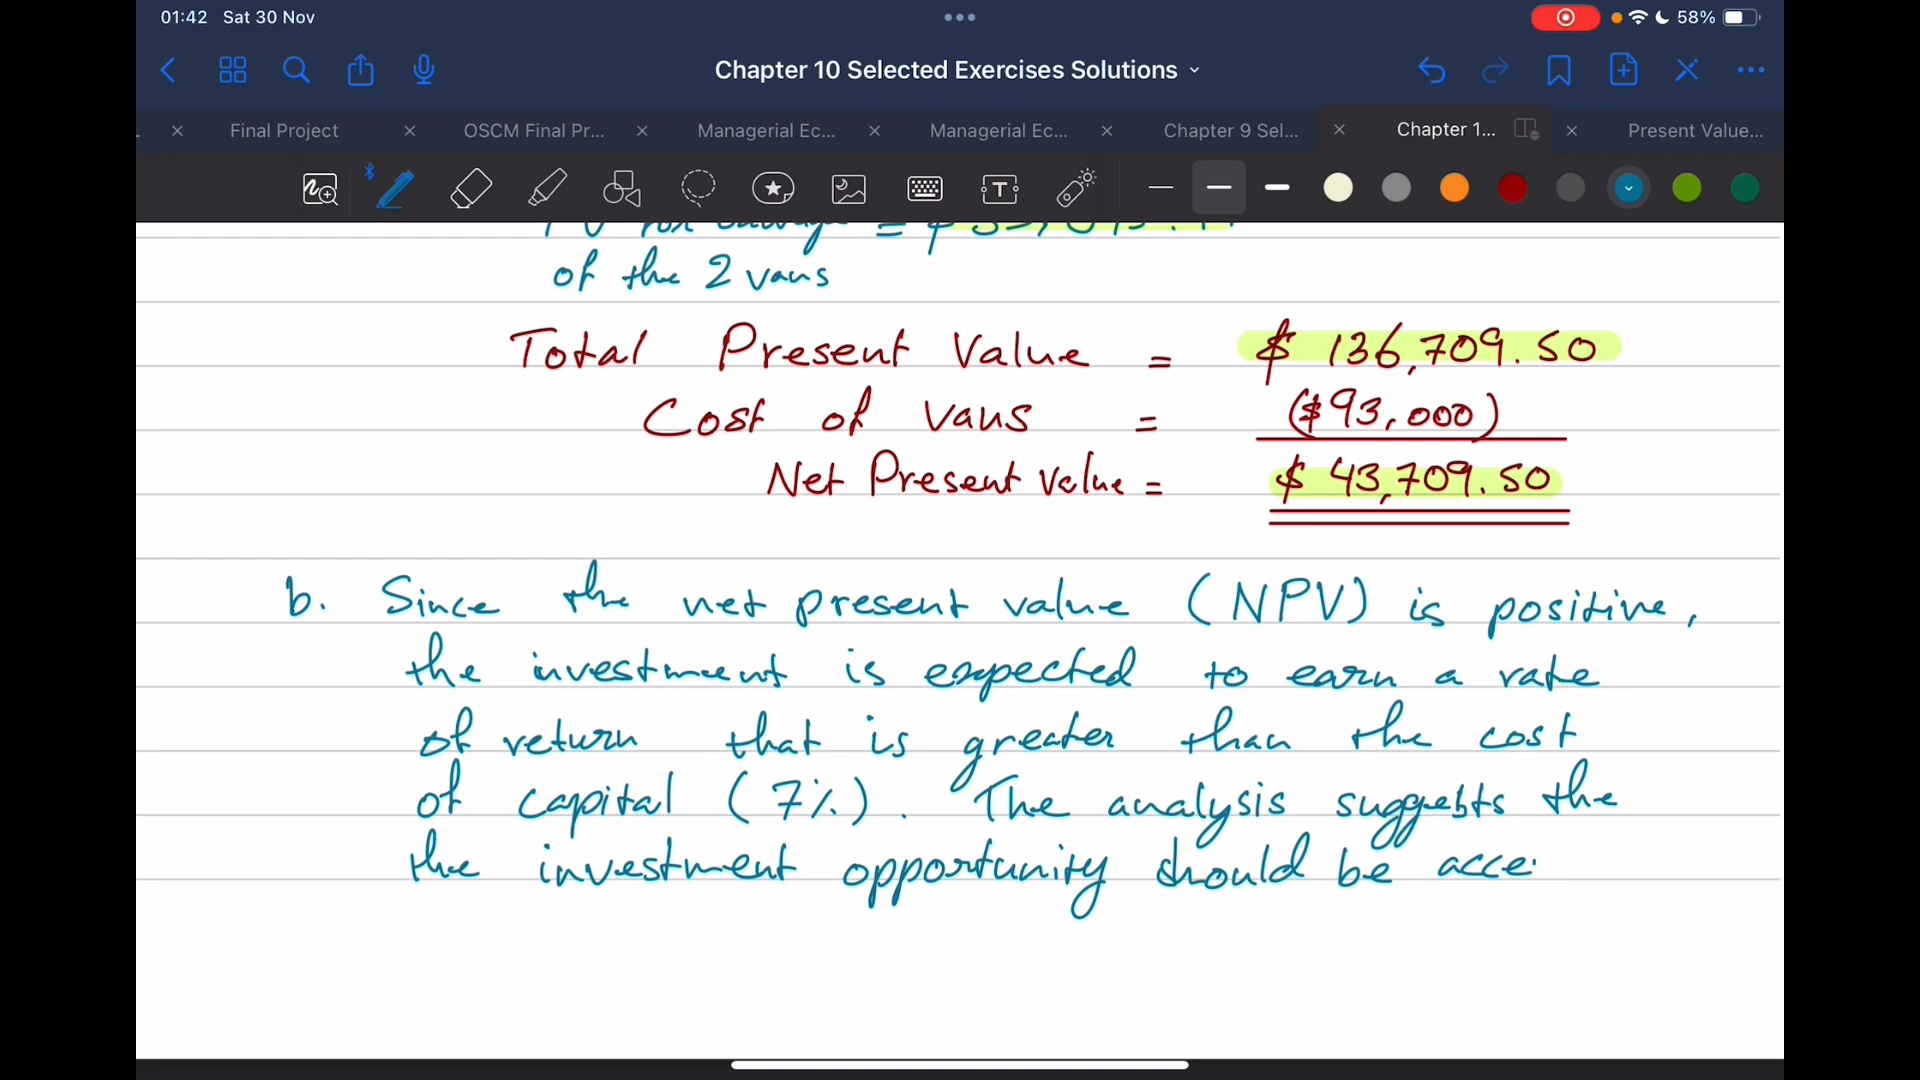 01:42 Sat 30 Nov
58%
Chapter 10 Selected Exercises Solutions
Final Project
OSCM Final Pr...
Managerial Ec...
Managerial Ec...
Chapter 9 Sel...
Chapter 1...
Present Value...
of the 2 vans
Total Present Value = $ 136,709.50
Cost of vans = ($93,000)
Net Present Value = $ 43,709.50
b. Since the net present value (NPV) is positive,
the investment is expected to earn a rate
of return that is greater than the cost
of capital (7%). The analysis suggests the
the investment opportunity should be acce